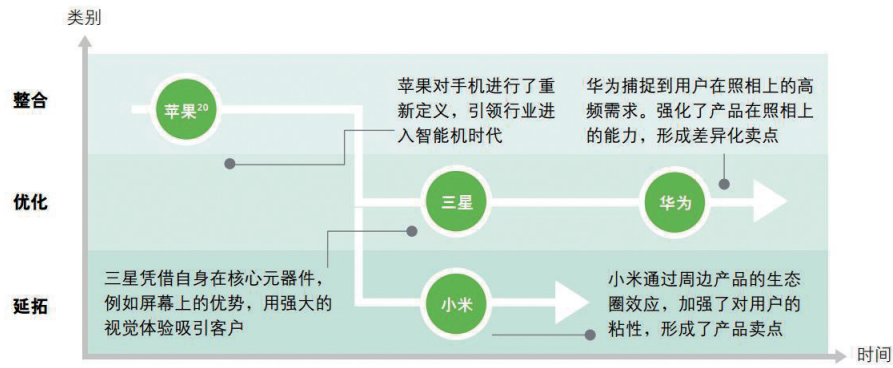 类别
整合
苹果20
苹果对手机进行了重
新定义，引领行业进
入智能机时代
华为捕捉到用户在照相上的高
频需求。强化了产品在照相上
的能力，形成差异化卖点
优化
三星
华为
延拓
三星凭借自身在核心元器件，
例如屏幕上的优势，用强大的
视觉体验吸引客户
小米
小米通过周边产品的生态
圈效应，加强了对用户的
粘性，形成了产品卖点
时间